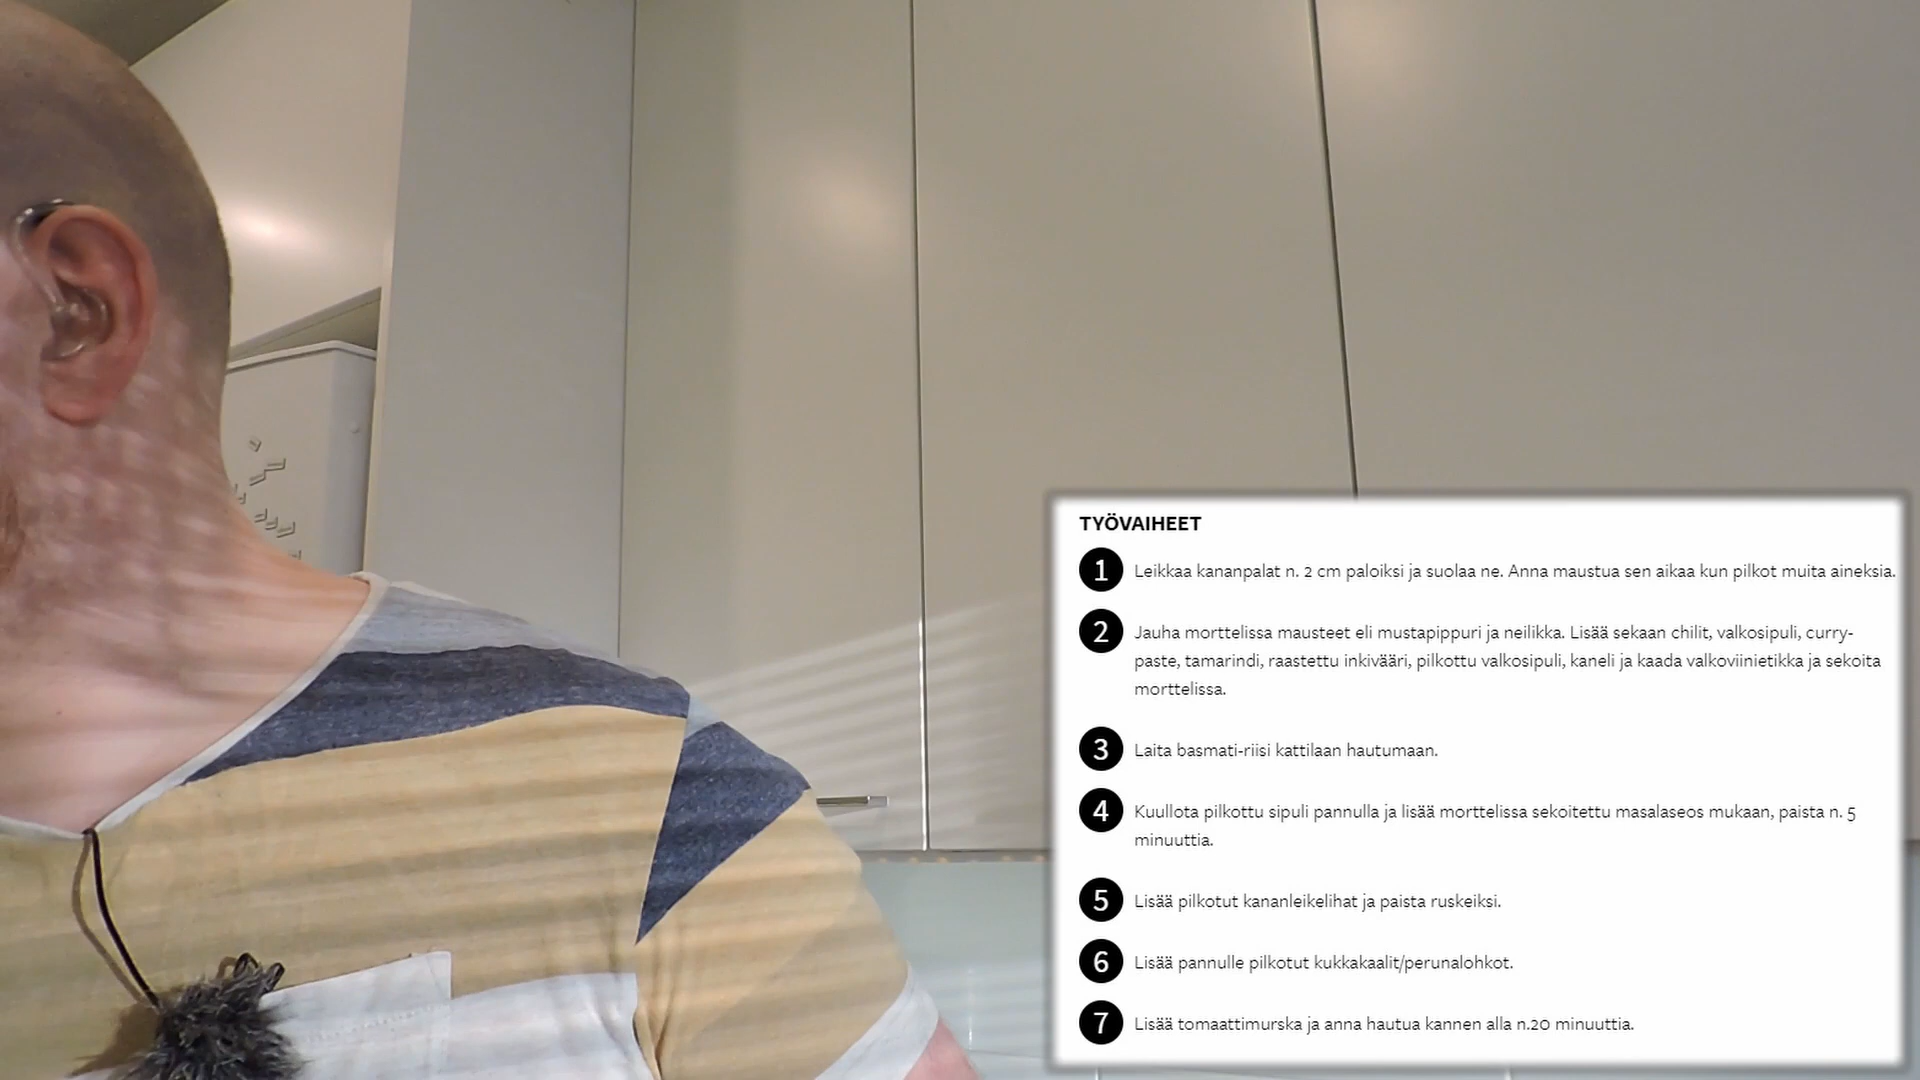 TYÖVAIHEET
1 Leikkaa kananpalat n. 2 cm paloiksi ja suolaa ne. Anna maustua sen aikaa kun pilkot muita aineksia.
2 Jauha morttelissa mausteet eli mustapippuri ja neilikka. Lisää sekaan chilit, valkosipuli, curry-
paste, tamarindi, raastettu inkivääri, pilkottu valkosipuli, kaneli ja kaada valkoviinietikka ja sekoita
morttelissa.
3 Laita basmati-riisi kattilaan hautumaan.
4 Kuullota pilkottu sipuli pannulla ja lisää morttelissa sekoitettu masalaseos mukaan, paista n. 5
minuuttia.
5 Lisää pilkotut kananleikelihat ja paista ruskeiksi.
6 Lisää pannulle pilkotut kukkakaalit/perunalohkot.
7 Lisää tomaattimurska ja anna hautua kannen alla n.20 minuuttia.